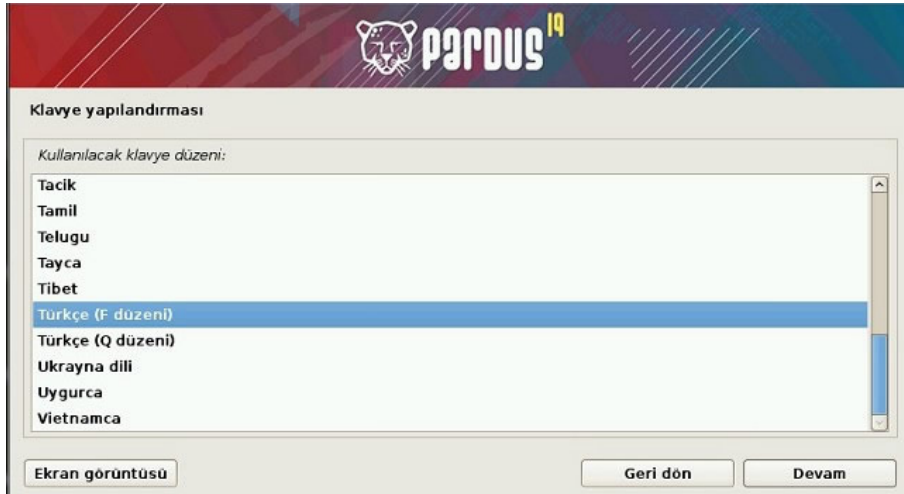 pardus 19
Klavye yapılandırması
Kullanılacak klavye düzeni:
Tacik
Tamil
Telugu
Tayca
Tibet
Türkçe (F düzeni)
Türkçe (Q düzeni)
Ukrayna dili
Uygurca
Vietnamca
Ekran görüntüsü Geri dön Devam